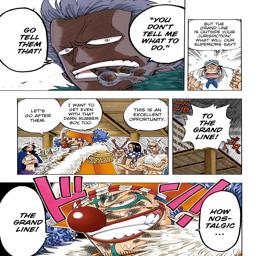 BUT THE
GRAND LINE
IS OUTSIDE
YOUR
JURISDICTION!
WHAT WILL OUR
SUPERIORS SAY?
"YOU
DON'T
TELL ME
WHAT TO
DO."
GO
TELL
THEM
THAT!
TO
THE
GRAND
LINE!
THIS IS AN
EXCELLENT
OPPORTUNITY.
I WANT TO
GET EVEN
WITH THAT
DAMN RUBBER
BOY, TOO.
LET'S
GO AFTER
THEM.
HOW
NOS-
TALGIC
...
THE
GRAND
LINE!